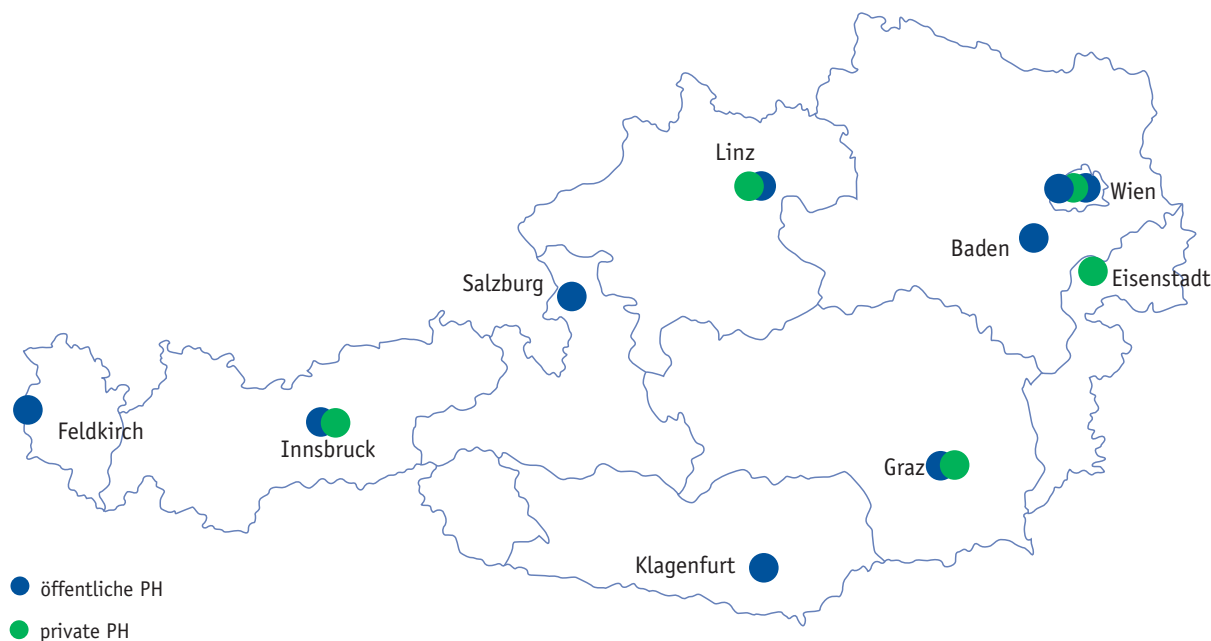 Linz
Wien
Baden
Salzburg
Eisenstadt
Feldkirch
Innsbruck
Graz
Klagenfurt
öffentliche PH
private PH